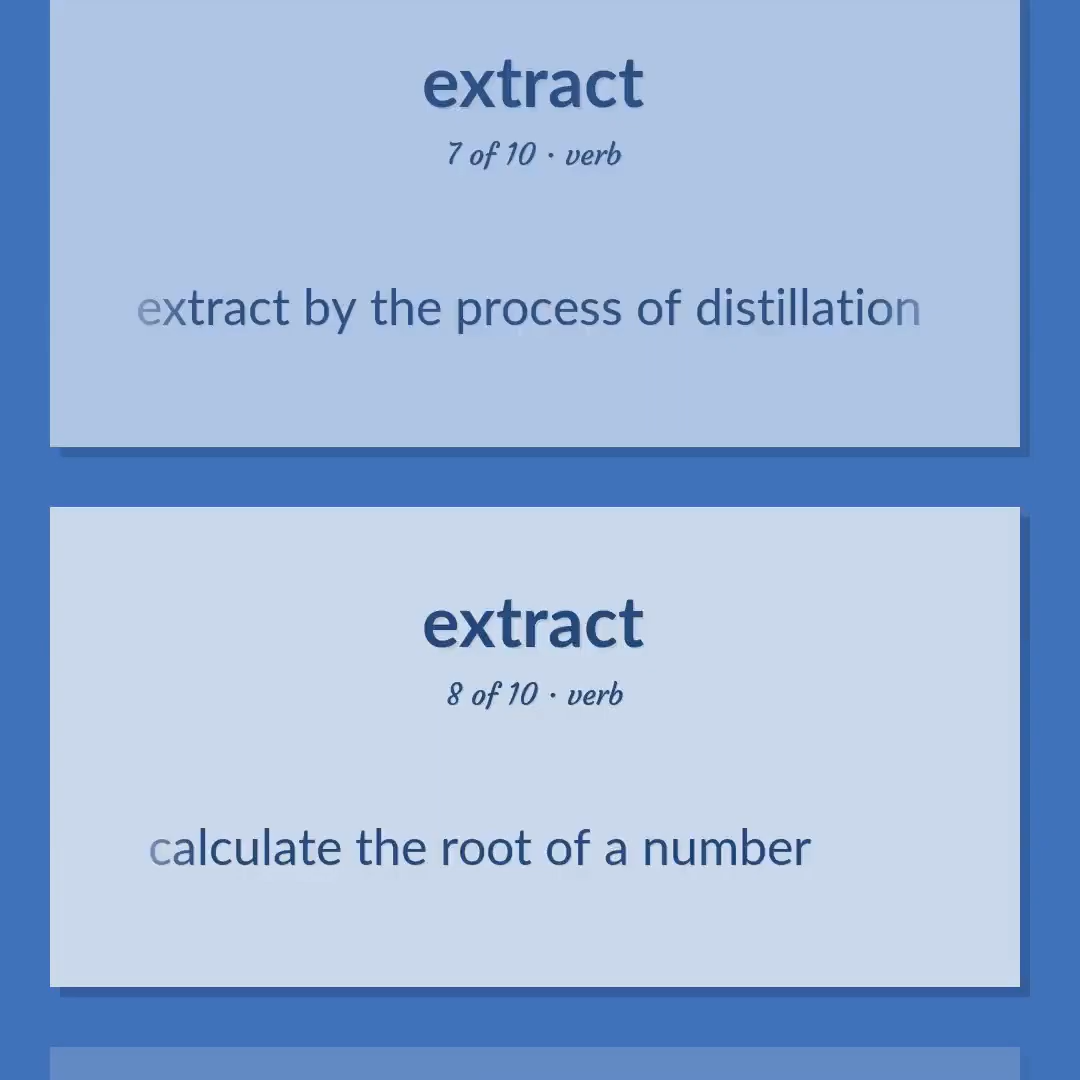 extract
7 of 10 · verb
extract by the process of distillation
extract
8 of 10 · verb
calculate the root of a number